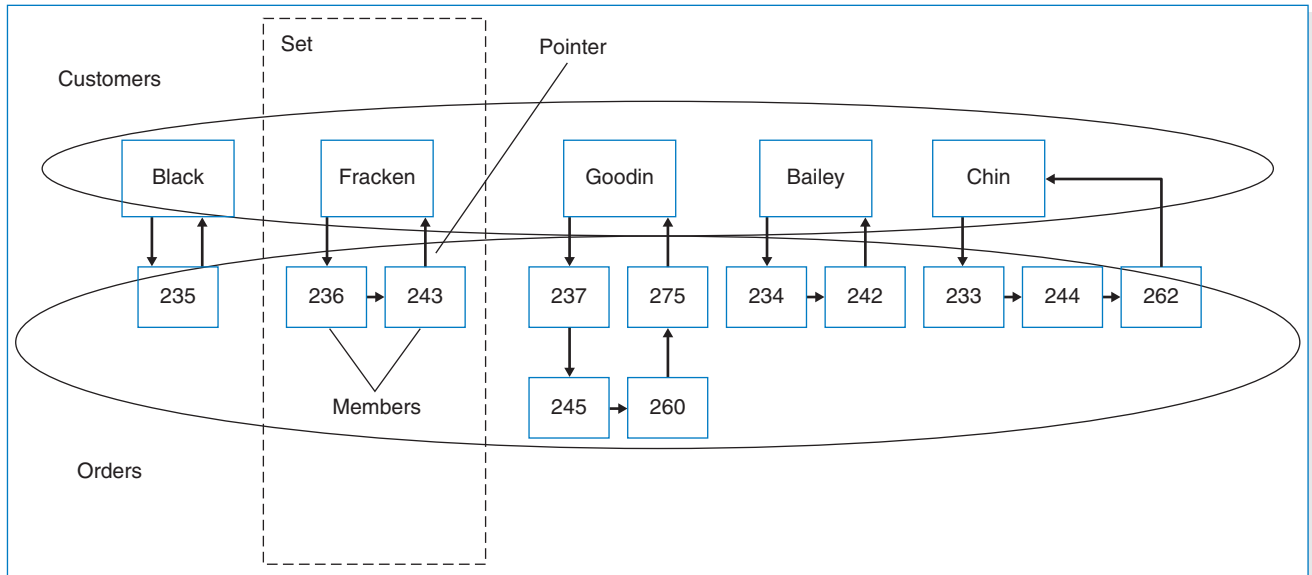 Set
Pointer
Customers
Black
Fracken
Goodin
Bailey
Chin
235
236
243
237
275
234
242
233
244
262
Members
245
260
Orders